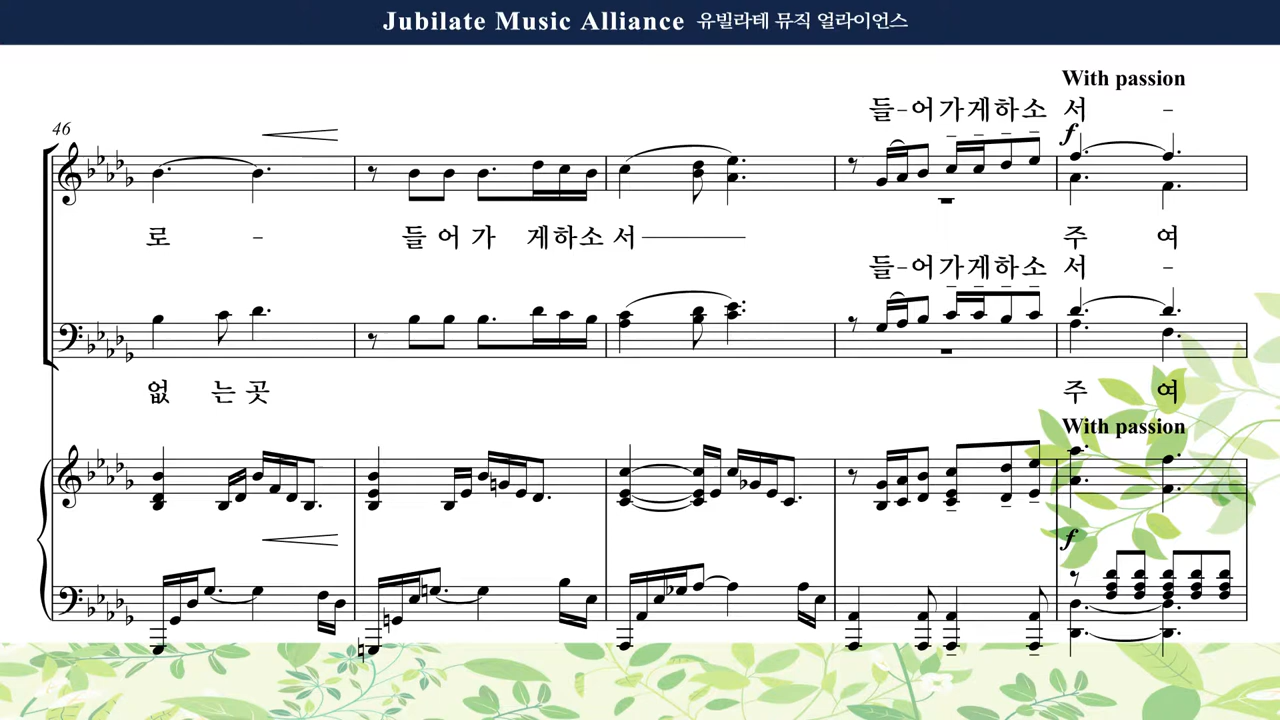 Jubilate Music Alliance 유빌라테 뮤직 얼라이언스
With passion
들-어가게하소 서 -
46
f
로 - 들 어 가 게하소 서 주 여
들-어가게하소 서 -
없 는 곳 주 여
With passion
f